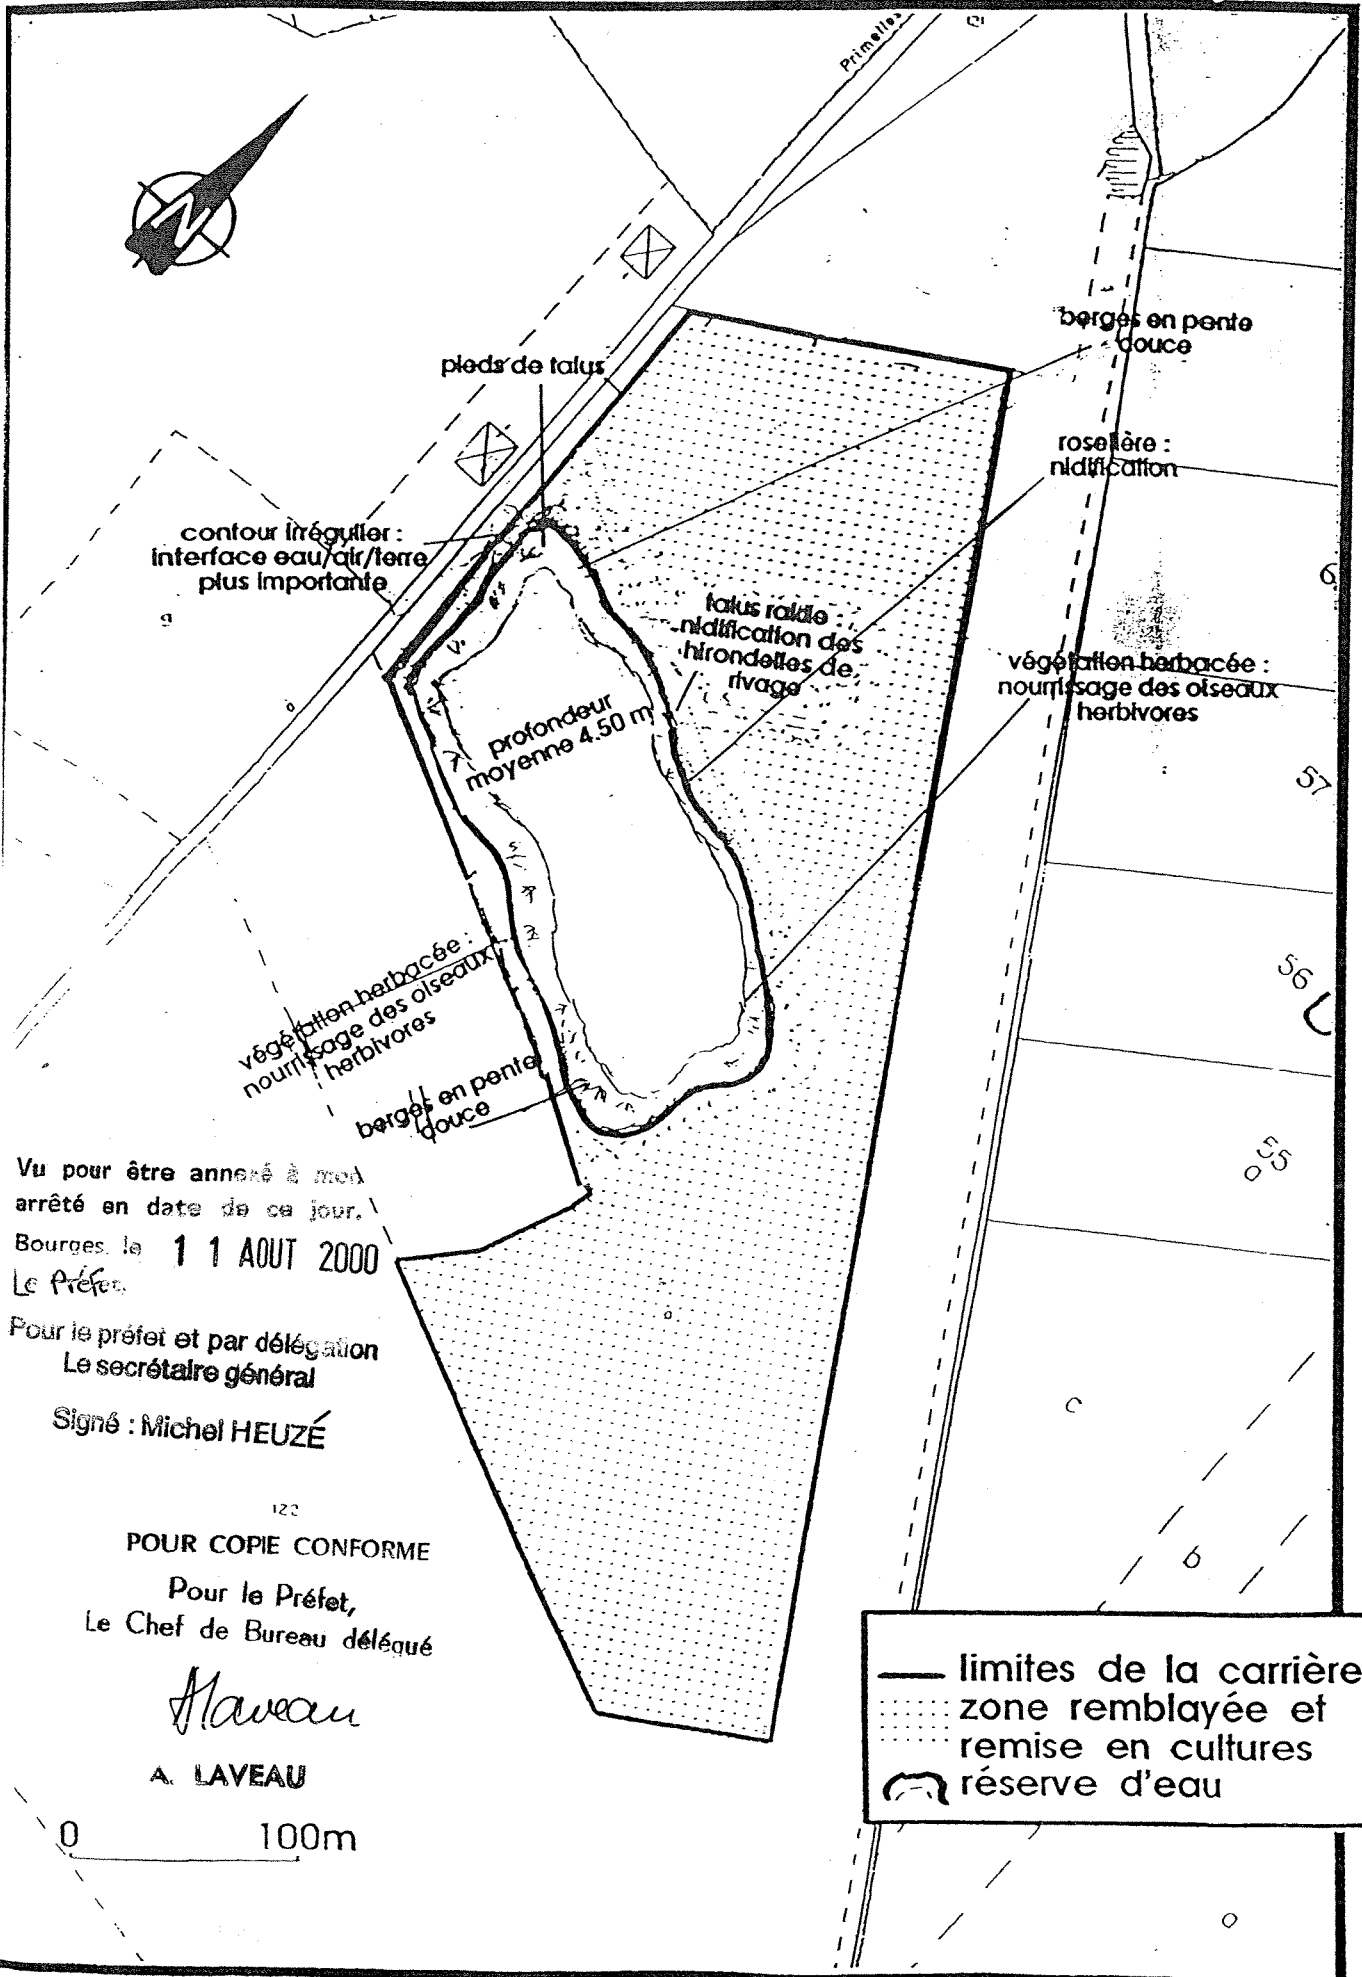 Primelles
N
berges en pente
douce
pieds de talus
roselière :
nidification
contour irrégulier :
interface eau/air/terre
plus importante
talus raide :
nidification des
hirondelles de
rivage
végétation herbacée :
nourrissage des oiseaux
herbivores
profondeur
moyenne 4.50 m
57
56
55
végétation herbacée :
nourrissage des oiseaux
herbivores
berges en pente
douce
Vu pour être annexé à mon
arrêté en date de ce jour.
Bourges, le 11 AOUT 2000
Le Préfet,
Pour le préfet et par délégation
Le secrétaire général
Signé : Michel HEUZÉ
122
POUR COPIE CONFORME
Pour le Préfet,
Le Chef de Bureau délégué
ALaveau
A. LAVEAU
0 100m
limites de la carrière
zone remblayée et
remise en cultures
réserve d'eau